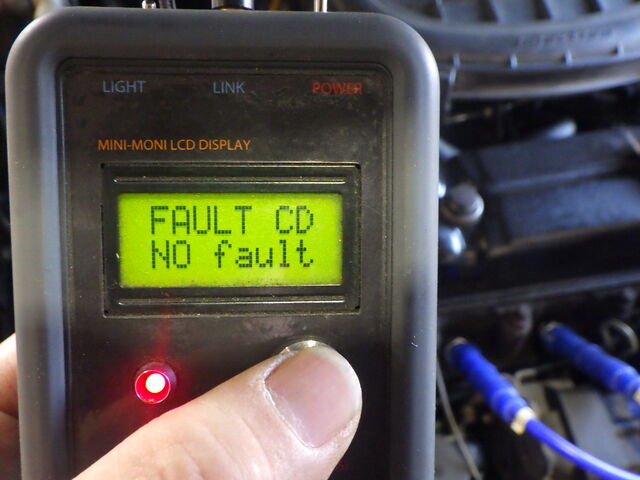 LIGHT LINK POWER
MINI-MONI LCD DISPLAY
FAULT CD
NO fault